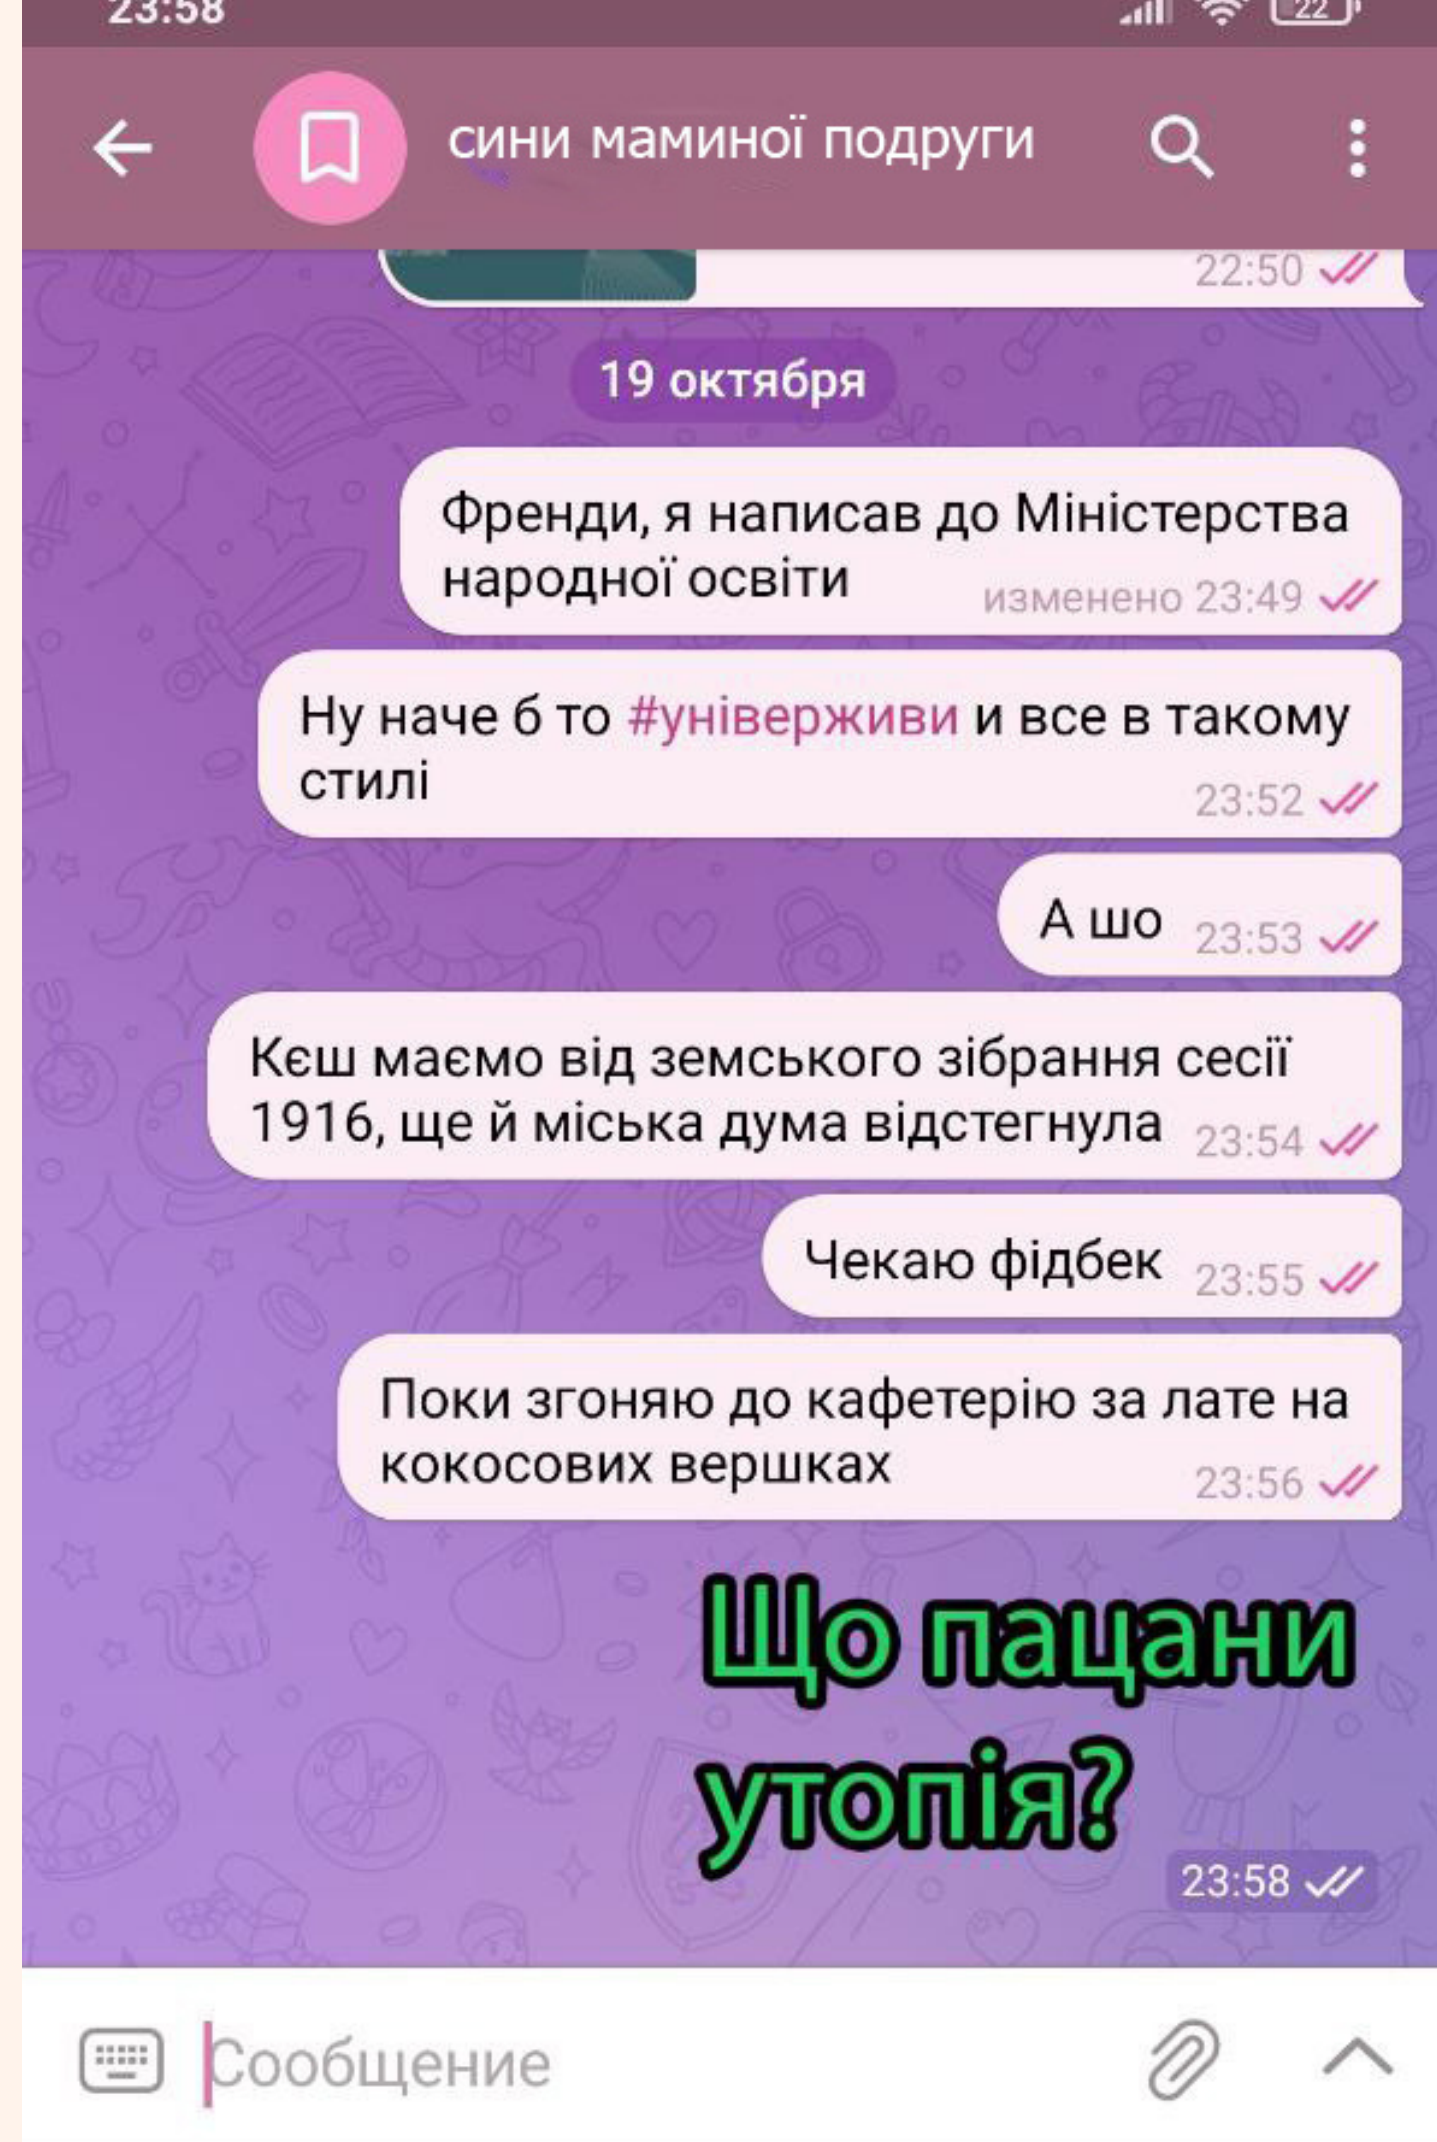 23:58
22
сини маминої подруги
22:50
19 октября
Френди, я написав до Міністерства
народної освіти
изменено 23:49
Ну наче б то #універживи и все в такому
стилі
23:52
А шо 23:53
Кєш маємо від земського зібрання сесії
1916, ще й міська дума відстегнула 23:54
Чекаю фідбек 23:55
Поки згоняю до кафетерію за лате на
кокосових вершках
23:56
Що пацани
утопія?
23:58
Сообщение